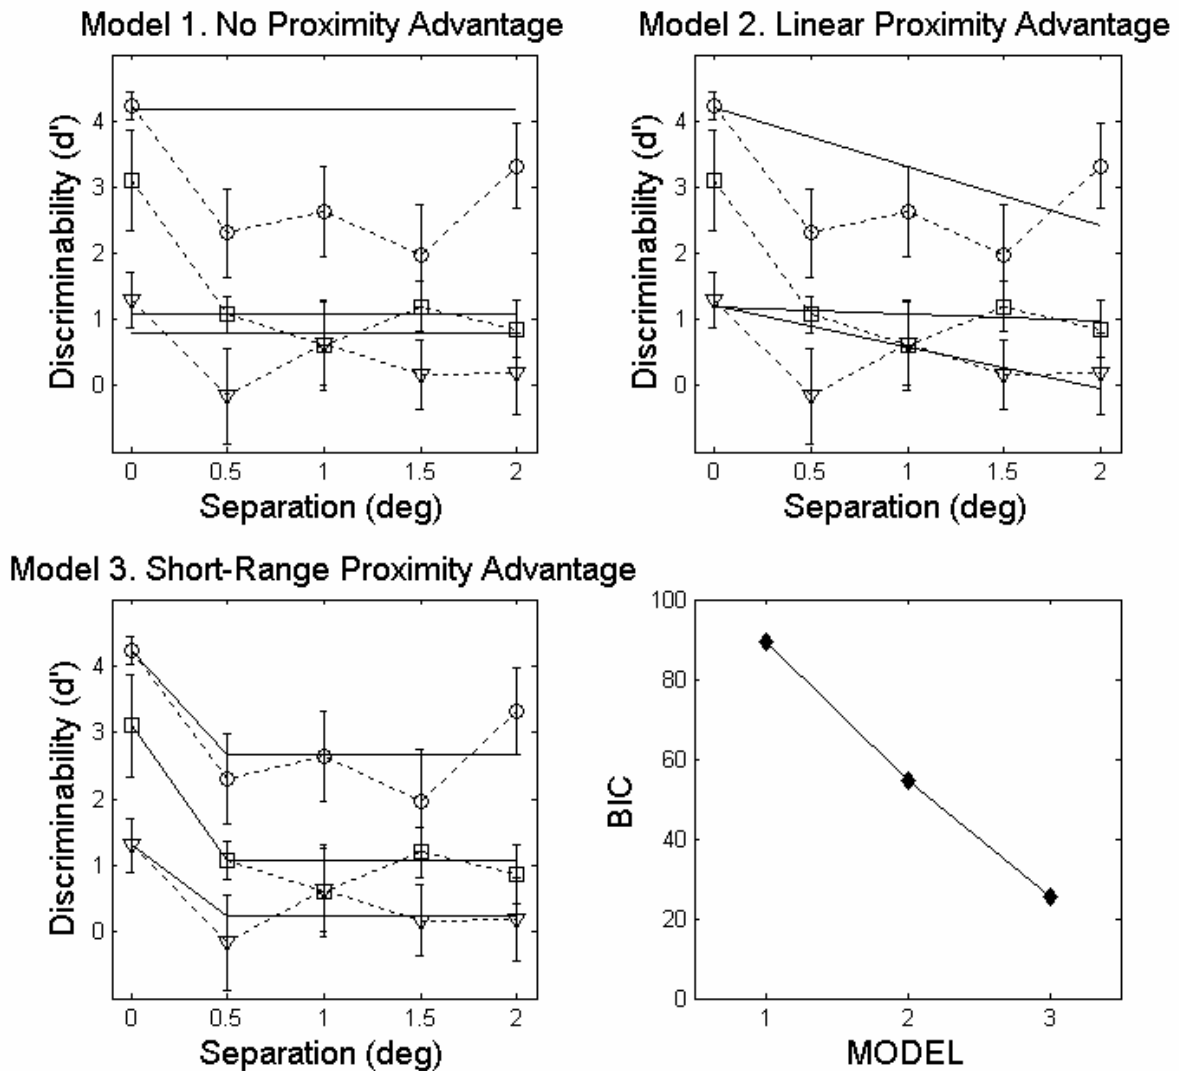 Model 1. No Proximity Advantage
Discriminability (d')
4
3
2
1
0
0 0.5 1 1.5 2
Separation (deg)
Model 2. Linear Proximity Advantage
Discriminability (d')
4
3
2
1
0
0 0.5 1 1.5 2
Separation (deg)
Model 3. Short-Range Proximity Advantage
Discriminability (d')
4
3
2
1
0
0 0.5 1 1.5 2
Separation (deg)
BIC
100
80
60
40
20
0
1 2 3
MODEL